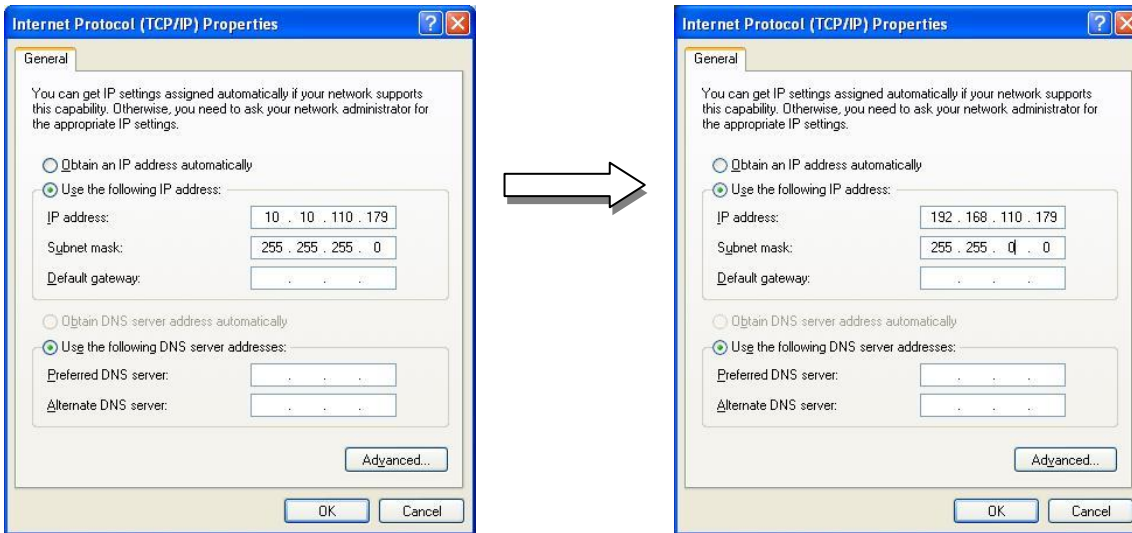 Internet Protocol (TCP/IP) Properties
General
You can get IP settings assigned automatically if your network supports
this capability. Otherwise, you need to ask your network administrator for
the appropriate IP settings.
Obtain an IP address automatically
Use the following IP address:
IP address: 10 . 10 . 110 . 179
Subnet mask: 255 . 255 . 255 . 0
Default gateway: . . .
Obtain DNS server address automatically
Use the following DNS server addresses:
Preferred DNS server: . . .
Alternate DNS server: . . .
Advanced...
OK Cancel
Internet Protocol (TCP/IP) Properties
General
You can get IP settings assigned automatically if your network supports
this capability. Otherwise, you need to ask your network administrator for
the appropriate IP settings.
Obtain an IP address automatically
Use the following IP address:
IP address: 192 . 168 . 110 . 179
Subnet mask: 255 . 255 . 0 . 0
Default gateway: . . .
Obtain DNS server address automatically
Use the following DNS server addresses:
Preferred DNS server: . . .
Alternate DNS server: . . .
Advanced...
OK Cancel